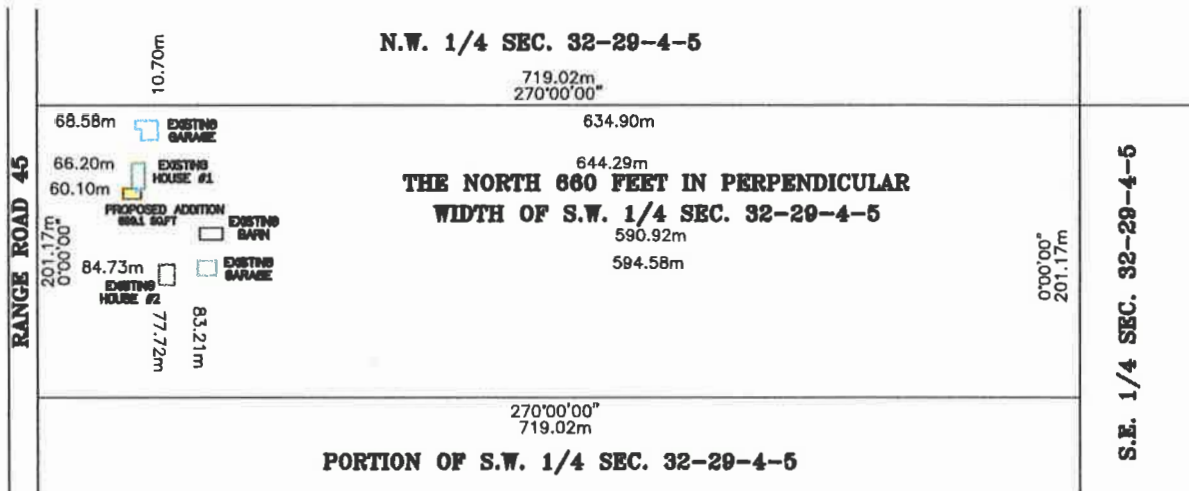 N.W. 1/4 SEC. 32-29-4-5
719.02m
270°00'00"
10.70m
68.58m
EXISTING
GARAGE
634.90m
66.20m
EXISTING
HOUSE #1
644.29m
60.10m
THE NORTH 660 FEET IN PERPENDICULAR
WIDTH OF S.W. 1/4 SEC. 32-29-4-5
PROPOSED ADDITION
SQ.FT
EXISTING
BARN
590.92m
84.73m
EXISTING
GARAGE
594.58m
EXISTING
HOUSE #2
77.72m
83.21m
RANGE ROAD 45
201.17m
0°00'00"
0°00'00"
201.17m
S.E. 1/4 SEC. 32-29-4-5
270°00'00"
719.02m
PORTION OF S.W. 1/4 SEC. 32-29-4-5